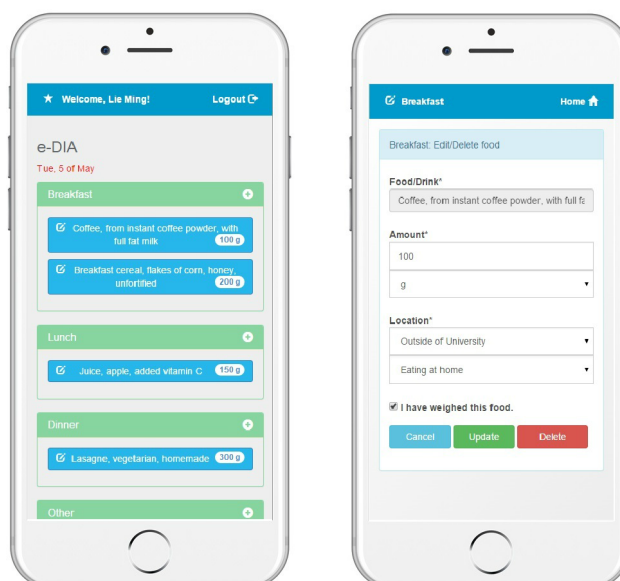 Welcome, Lie Ming! Logout
e-DIA
Tue, 5 of May
Breakfast
Coffee, from instant coffee powder, with
full fat milk 100 g
Breakfast cereal, flakes of corn, honey,
unfortified 200 g
Lunch
Juice, apple, added vitamin C 150 g
Dinner
Lasagne, vegetarian, homemade 300 g
Other
Breakfast Home
Breakfast: Edit/Delete food
Food/Drink*
Coffee, from instant coffee powder, with full fa
Amount*
100
g
Location*
Outside of University
Eating at home
I have weighed this food.
Cancel Update Delete